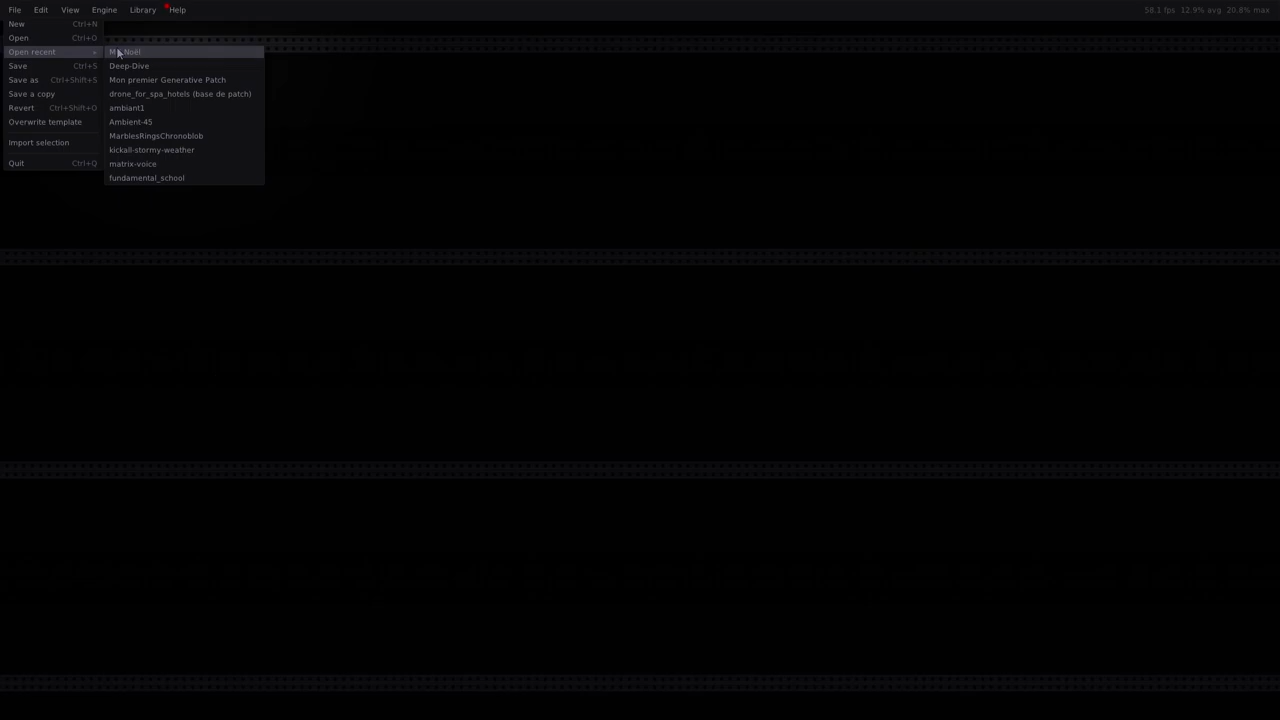 File Edit View Engine Library Help 58.1 fps 12.9% avg 20.8% max
New Ctrl+N
Open Ctrl+O
Open recent
Save Ctrl+S
Save as Ctrl+Shift+S
Save a copy
Revert Ctrl+Shift+O
Overwrite template
Import selection
Quit Ctrl+Q
Noël
Deep-Dive
Mon premier Generative Patch
drone_for_spa_hotels (base de patch)
ambiant1
Ambient-45
MarblesRingsChronoblob
kickall-stormy-weather
matrix-voice
fundamental_school